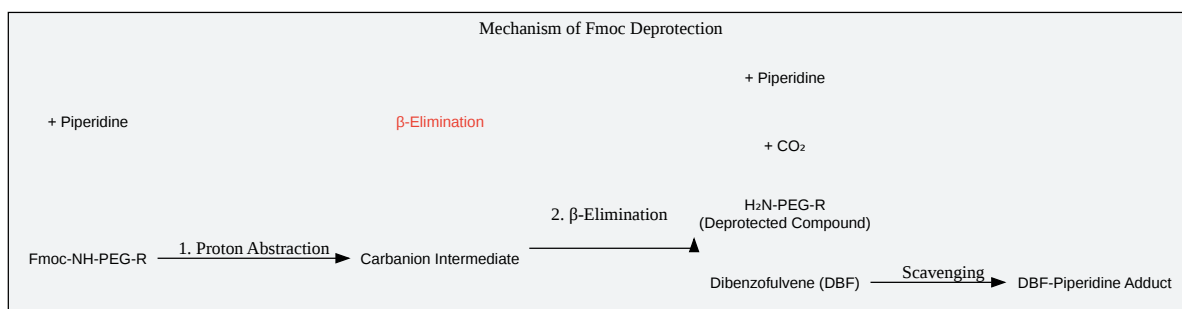 Mechanism of Fmoc Deprotection
+ Piperidine
+ Piperidine
β-Elimination
+ CO₂
H₂N-PEG-R
(Deprotected Compound)
2. β-Elimination
Fmoc-NH-PEG-R
1. Proton Abstraction
Carbanion Intermediate
Dibenzofulvene (DBF)
Scavenging
DBF-Piperidine Adduct